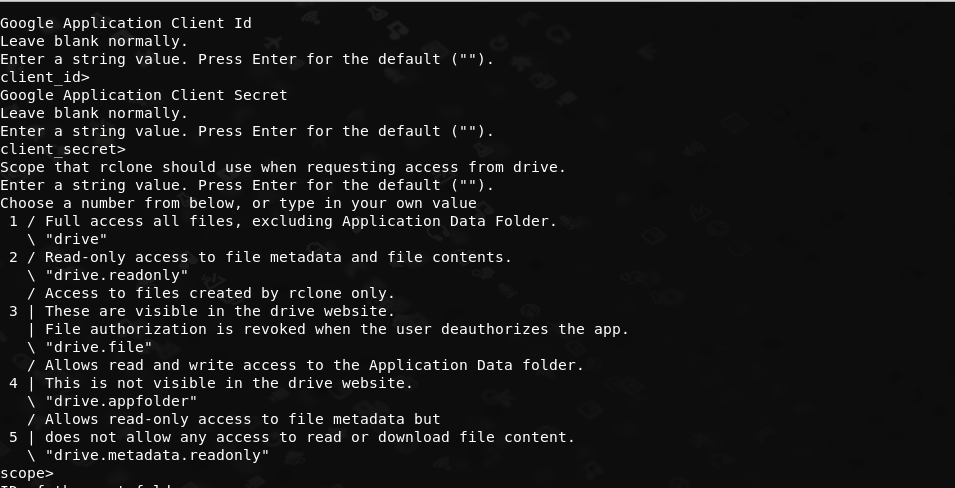 Google Application Client Id
Leave blank normally.
Enter a string value. Press Enter for the default ("").
client_id>
Google Application Client Secret
Leave blank normally.
Enter a string value. Press Enter for the default ("").
client_secret>
Scope that rclone should use when requesting access from drive.
Enter a string value. Press Enter for the default ("").
Choose a number from below, or type in your own value
 1 / Full access all files, excluding Application Data Folder.
   \ "drive"
 2 / Read-only access to file metadata and file contents.
   \ "drive.readonly"
   / Access to files created by rclone only.
 3 | These are visible in the drive website.
   | File authorization is revoked when the user deauthorizes the app.
   \ "drive.file"
   / Allows read and write access to the Application Data folder.
 4 | This is not visible in the drive website.
   \ "drive.appfolder"
   / Allows read-only access to file metadata but
 5 | does not allow any access to read or download file content.
   \ "drive.metadata.readonly"
scope>